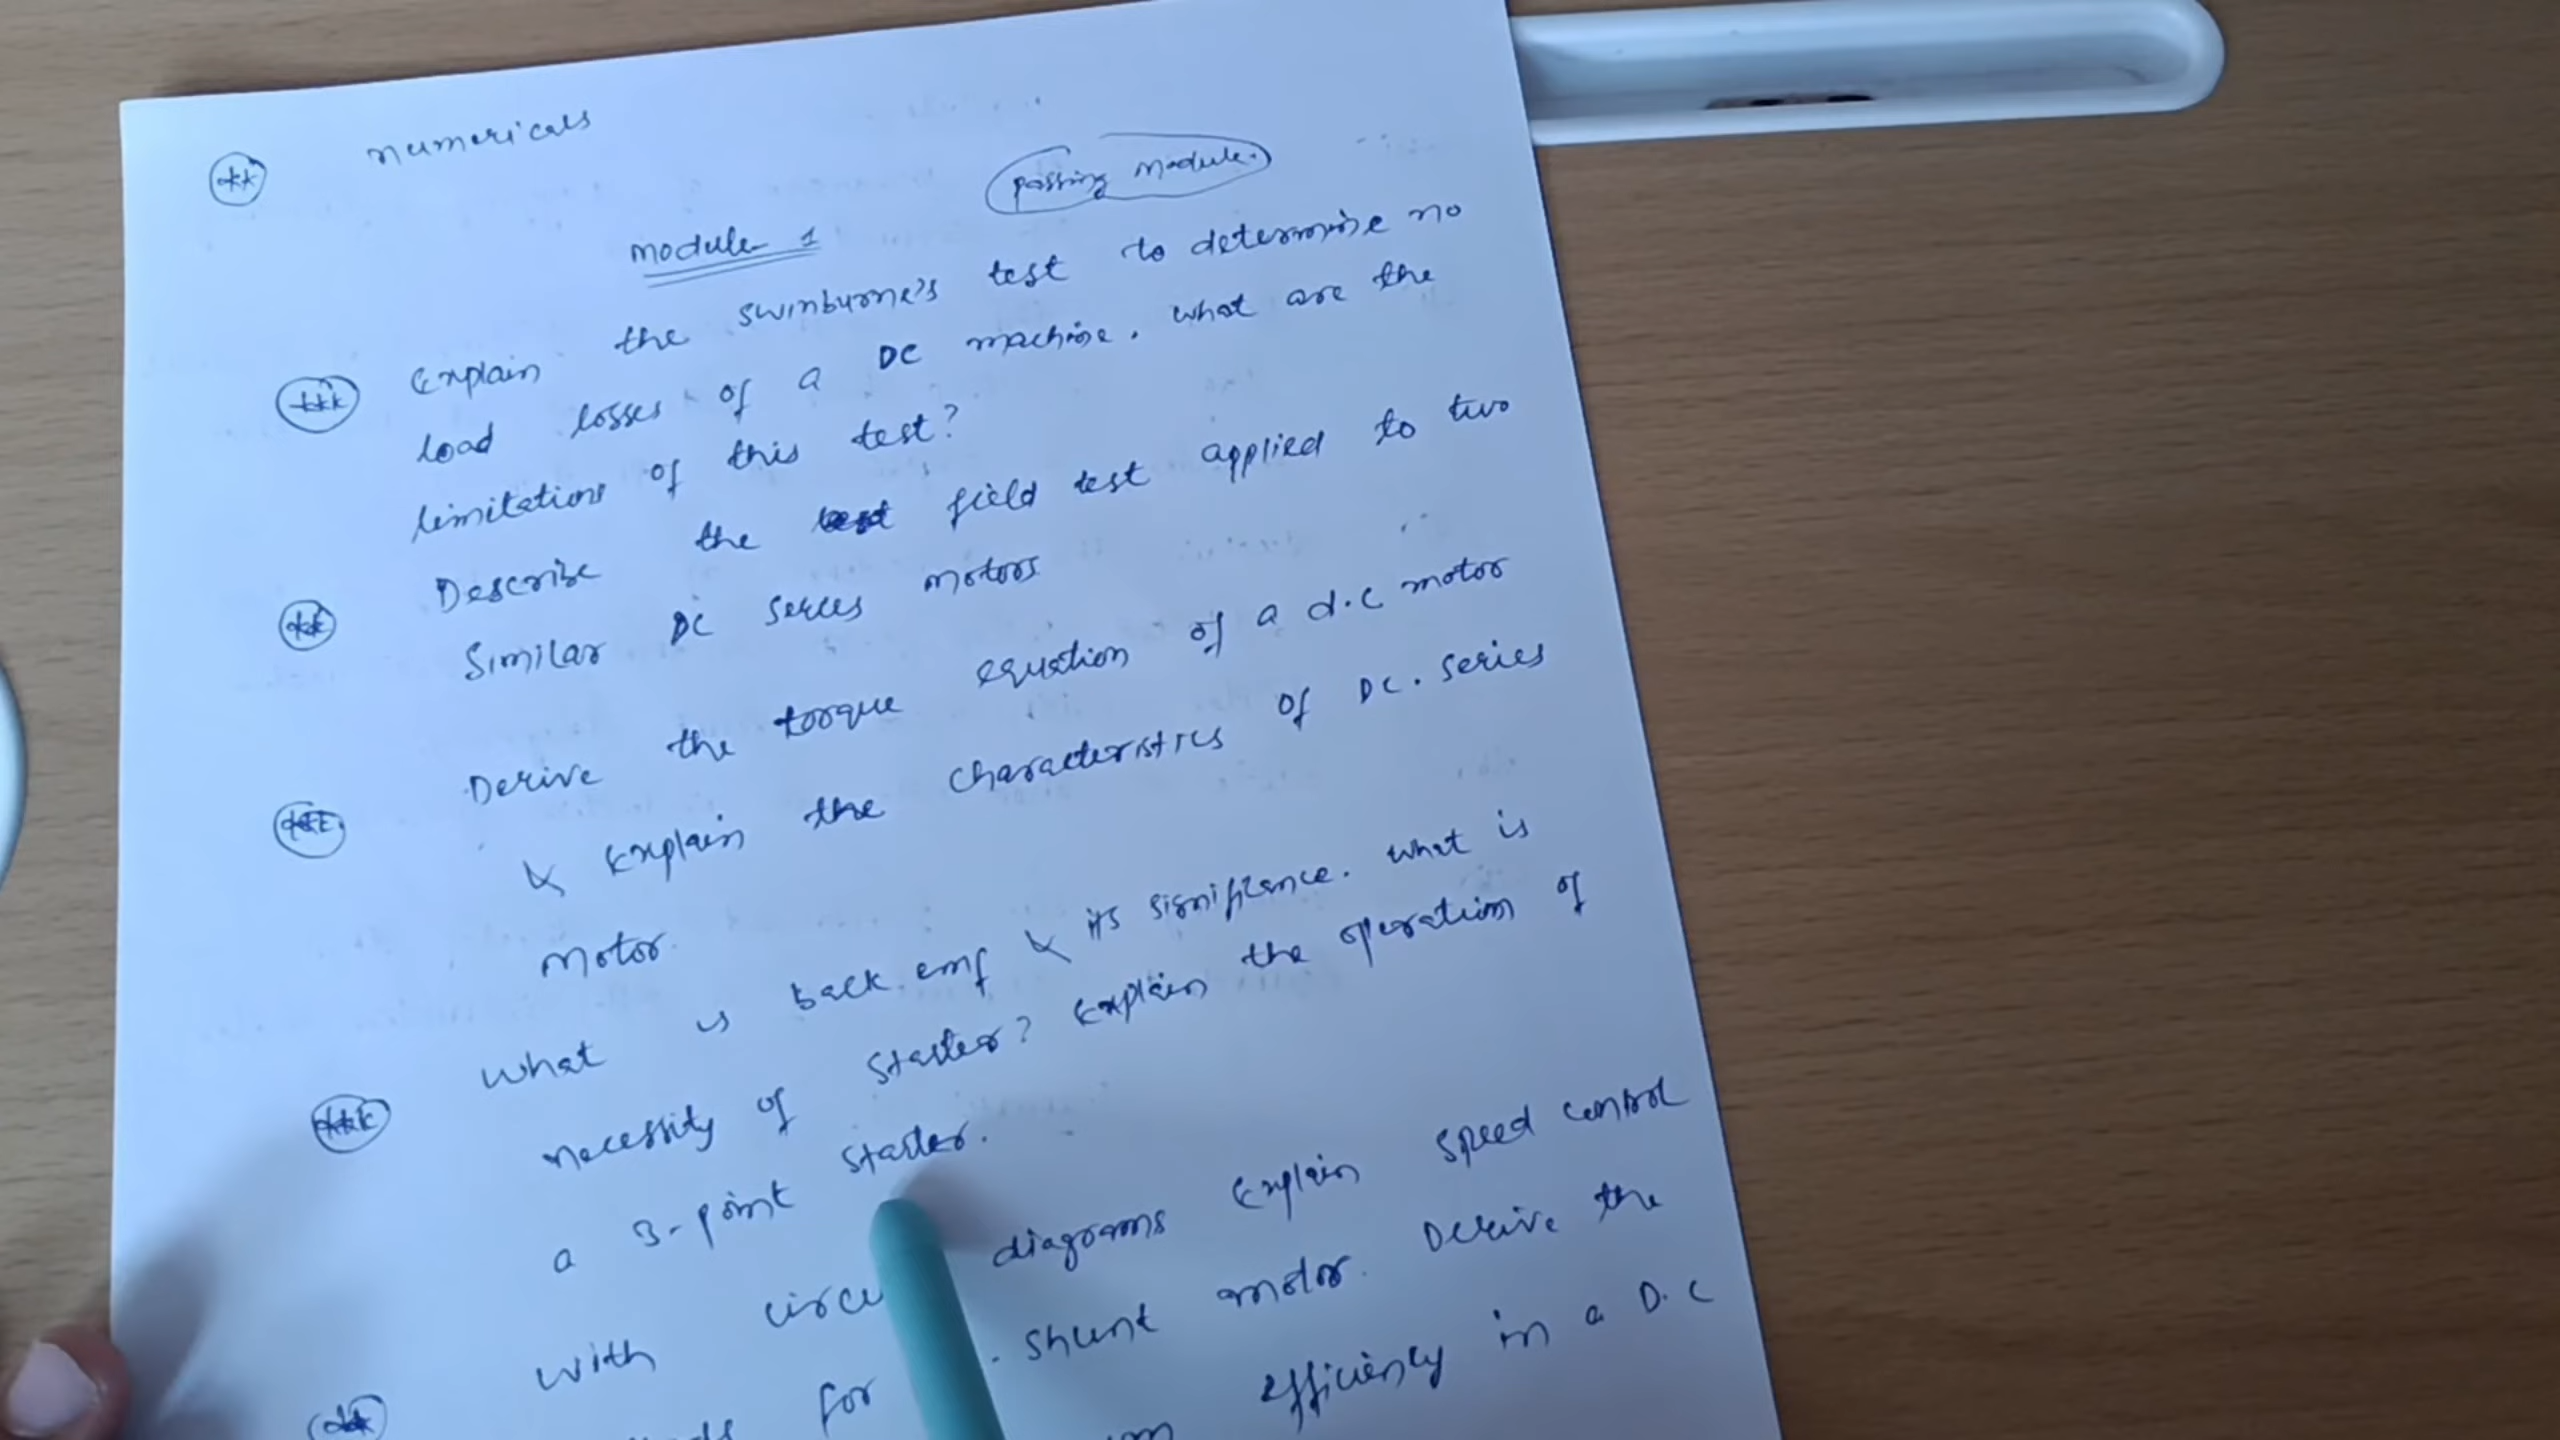 ** numericals
passing module.
module 1
*** Explain the swinburne's test to determine no
load losses of a DC machine. what are the
limitations of this test?
** Describe the field test applied to two
Similar DC series motors
*** Derive the torque equation of a d.c motor
& Explain the characteristics of DC. series
motor.
*** what is back emf & its signifiance. what is
necessity of starter? Explain the operation of
a 3-point starter.
** with diagrams Explain speed control
for shunt motor. Derive the
efficiency in a D.C